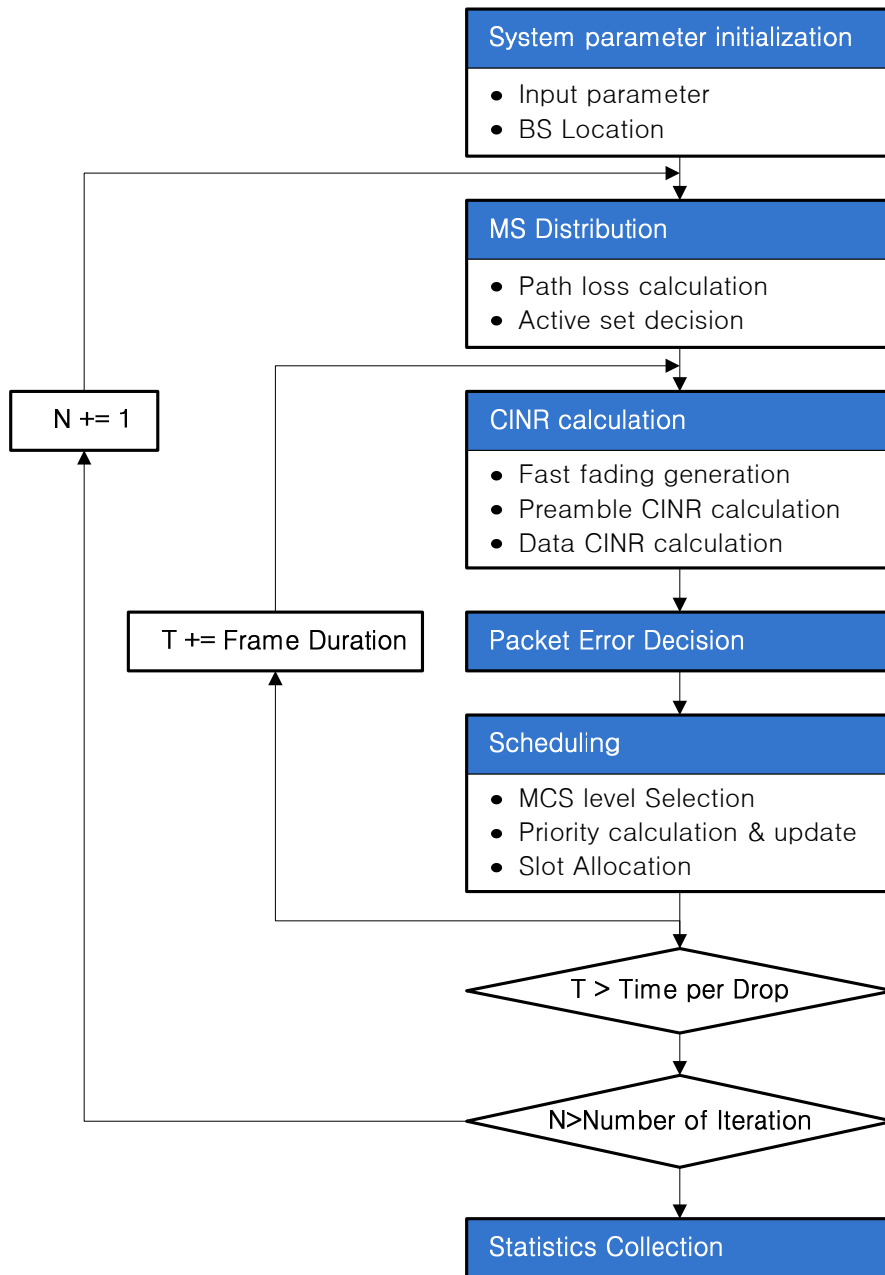 System parameter initialization
• Input parameter
• BS Location
MS Distribution
• Path loss calculation
• Active set decision
N += 1
CINR calculation
• Fast fading generation
• Preamble CINR calculation
• Data CINR calculation
T += Frame Duration
Packet Error Decision
Scheduling
• MCS level Selection
• Priority calculation & update
• Slot Allocation
T > Time per Drop
N>Number of Iteration
Statistics Collection